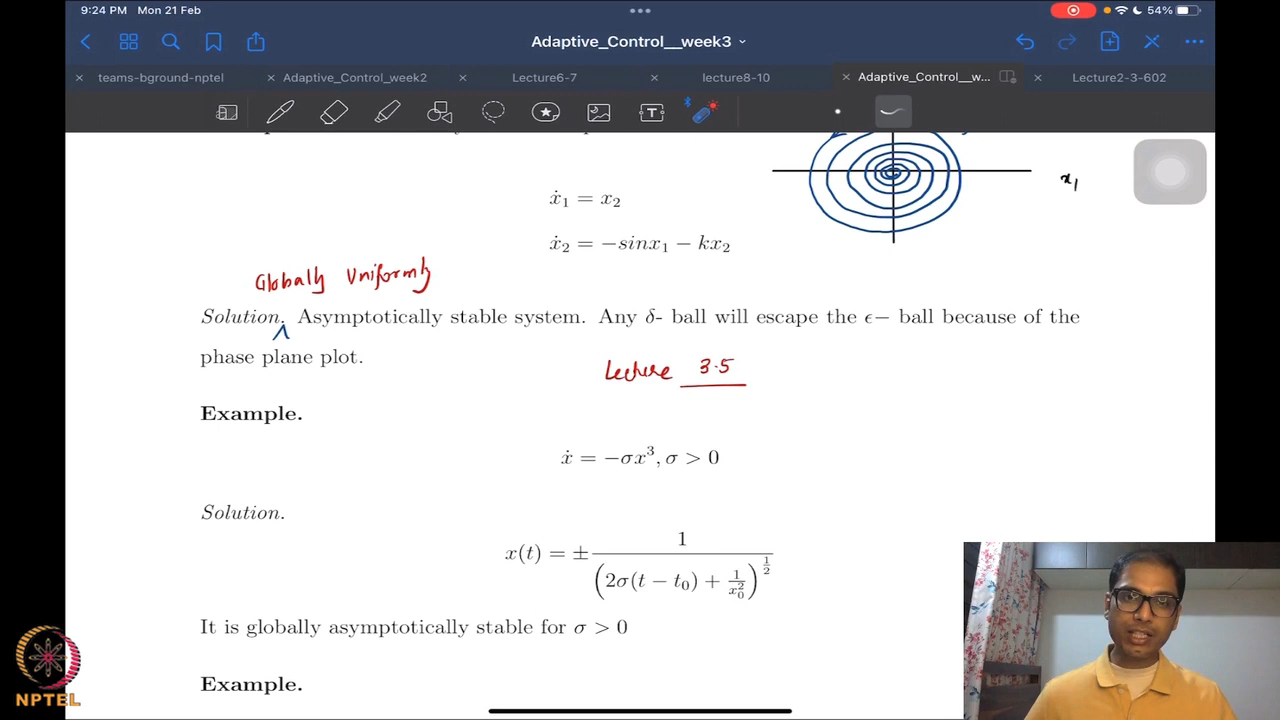 9:24 PM Mon 21 Feb
54%
Adaptive_Control__week3
teams-bground-nptel
Adaptive_Control_week2
Lecture6-7
lecture8-10
Adaptive_Control__w...
Lecture2-3-602
x₁
ẋ₁ = x₂
ẋ₂ = −sinx₁ − kx₂
Globally Uniformly
Solution. Asymptotically stable system. Any δ- ball will escape the ϵ− ball because of the
phase plane plot.
Lecture 3.5
Example.
ẋ = −σx³, σ > 0
Solution.
x(t) = ± 1 / (2σ(t − t₀) + 1/x₀²)^(1/2)
It is globally asymptotically stable for σ > 0
Example.
NPTEL